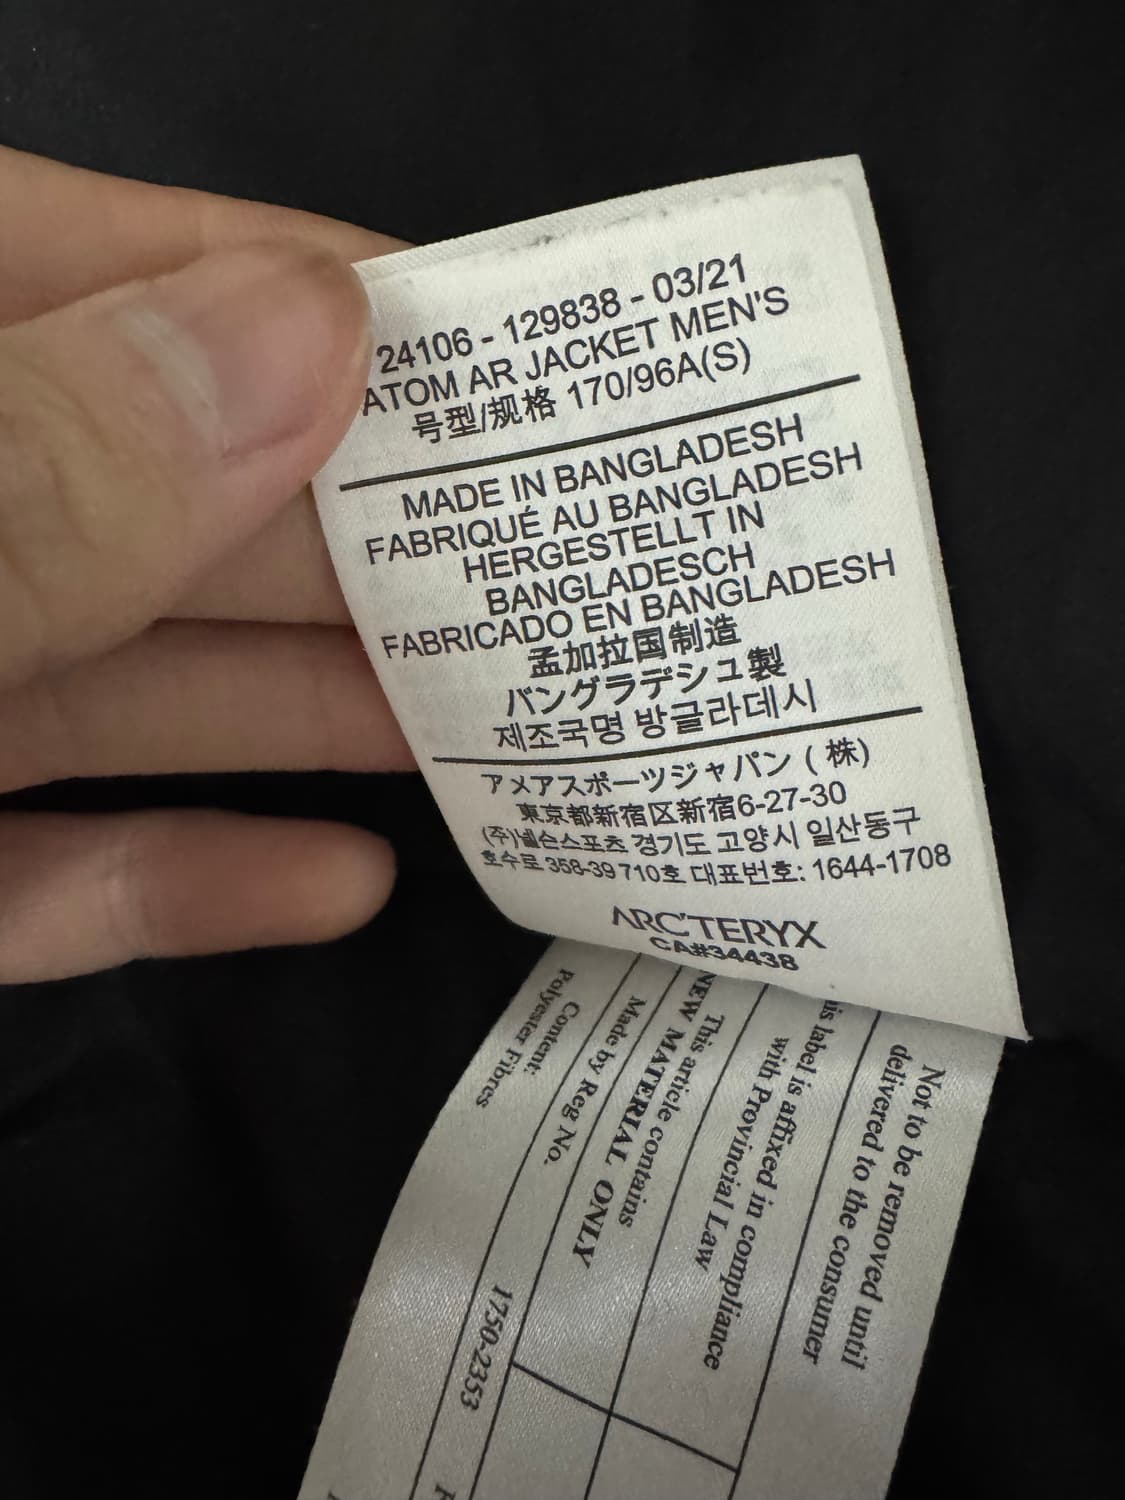 24106 - 129838 - 03/21
ATOM AR JACKET MEN'S
号型/规格 170/96A(S)
MADE IN BANGLADESH
FABRIQUÉ AU BANGLADESH
HERGESTELLT IN
BANGLADESCH
FABRICADO EN BANGLADESH
孟加拉国制造
バングラデシュ製
제조국명 방글라데시
アメアスポーツジャパン ( 株)
東京都新宿区新宿6-27-30
(주)넬슨스포츠 경기도 고양시 일산동구
호수로 358-39 710호 대표번호: 1644-1708
ARC'TERYX
CA#34438
Not to be removed until
delivered to the consumer
label is affixed in compliance
with Provincial Law
This article contains
NEW MATERIAL ONLY
Made by Reg No.
1750-2353
Content:
Polyester Fibres